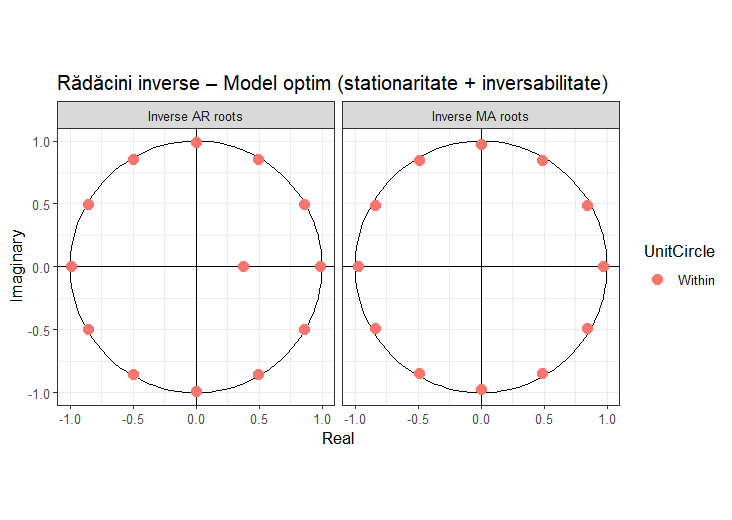 Rădăcini inverse – Model optim (staționaritate + inversabilitate)
Inverse AR roots
Inverse MA roots
Imaginary
1.0
0.5
0.0
-0.5
-1.0
-1.0 -0.5 0.0 0.5 1.0
-1.0 -0.5 0.0 0.5 1.0
Real
UnitCircle
Within